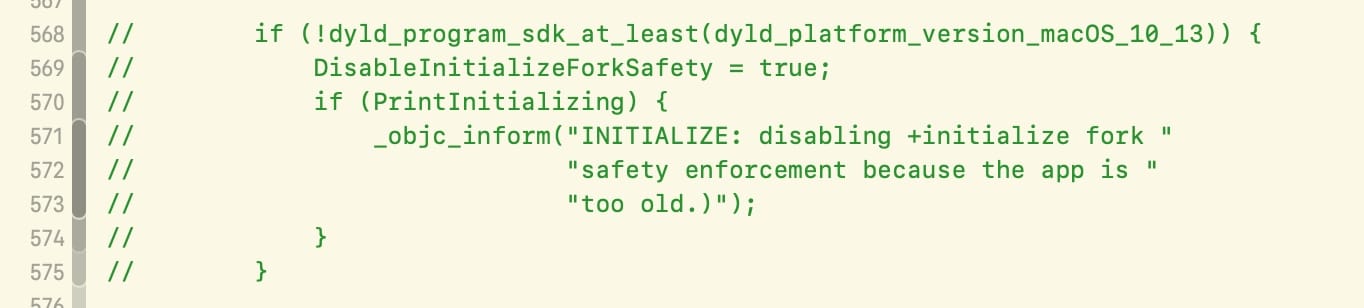 568 //        if (!dyld_program_sdk_at_least(dyld_platform_version_macOS_10_13)) {
569 //            DisableInitializeForkSafety = true;
570 //            if (PrintInitializing) {
571 //                _objc_inform("INITIALIZE: disabling +initialize fork "
572 //                             "safety enforcement because the app is "
573 //                             "too old.)");
574 //            }
575 //        }
576